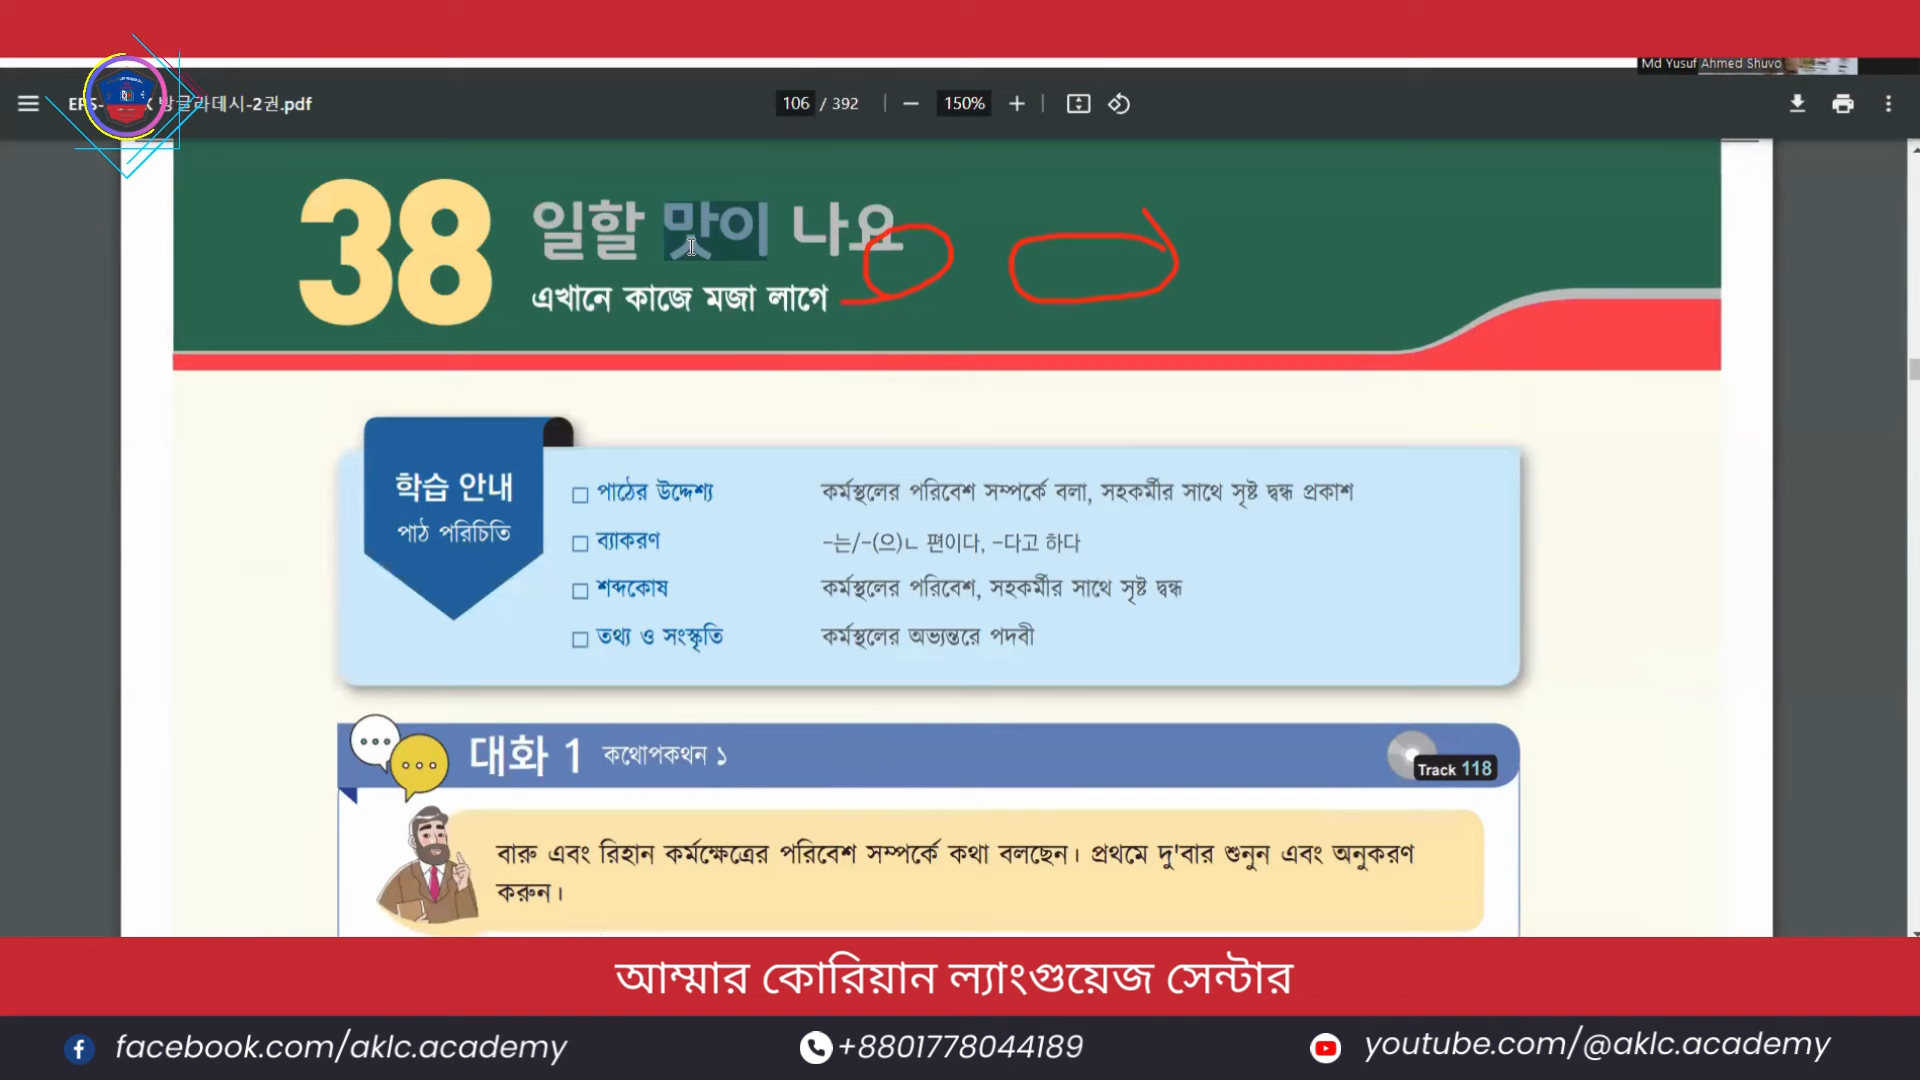 Md Yusuf Ahmed Shuvo
방글라데시-2권.pdf
106 / 392
150%
38
일할 맛이 나요
এখানে কাজে মজা লাগে
학습 안내
পাঠ পরিচিতি
পাঠের উদ্দেশ্য কর্মস্থলের পরিবেশ সম্পর্কে বলা, সহকর্মীর সাথে সৃষ্ট দ্বন্ধ প্রকাশ
ব্যাকরণ -는/-(으)ㄴ 편이다, -다고 하다
শব্দকোষ কর্মস্থলের পরিবেশ, সহকর্মীর সাথে সৃষ্ট দ্বন্ধ
তথ্য ও সংস্কৃতি কর্মস্থলের অভ্যন্তরে পদবী
대화 1 কথোপকথন ১
Track 118
বারু এবং রিহান কর্মক্ষেত্রের পরিবেশ সম্পর্কে কথা বলছেন। প্রথমে দু'বার শুনুন এবং অনুকরণ
করুন।
আম্মার কোরিয়ান ল্যাংগুয়েজ সেন্টার
facebook.com/aklc.academy
+8801778044189
youtube.com/@aklc.academy